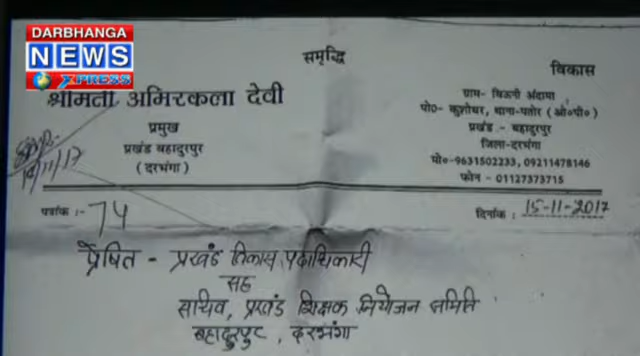 DARBHANGA
NEWS
XPRESS
समृद्धि
विकास
श्रीमती अमिरकला देवी
प्रमुख
प्रखंड बहादुरपुर
(दरभंगा)
ग्राम- चिकनी अंदामा
पो०- कुशोथर, थाना-पतोर (ओ०पी०)
प्रखंड - बहादुरपुर
जिला-दरभंगा
मो०-9631502233, 09211478146
फोन - 01127373715
पत्रांक :- 74
दिनांक : 15-11-2017
प्रेषित - प्रखंड विकास पदाधिकारी
सह
सचिव, प्रखंड शिक्षक नियोजन समिति
बहादुरपुर, दरभंगा